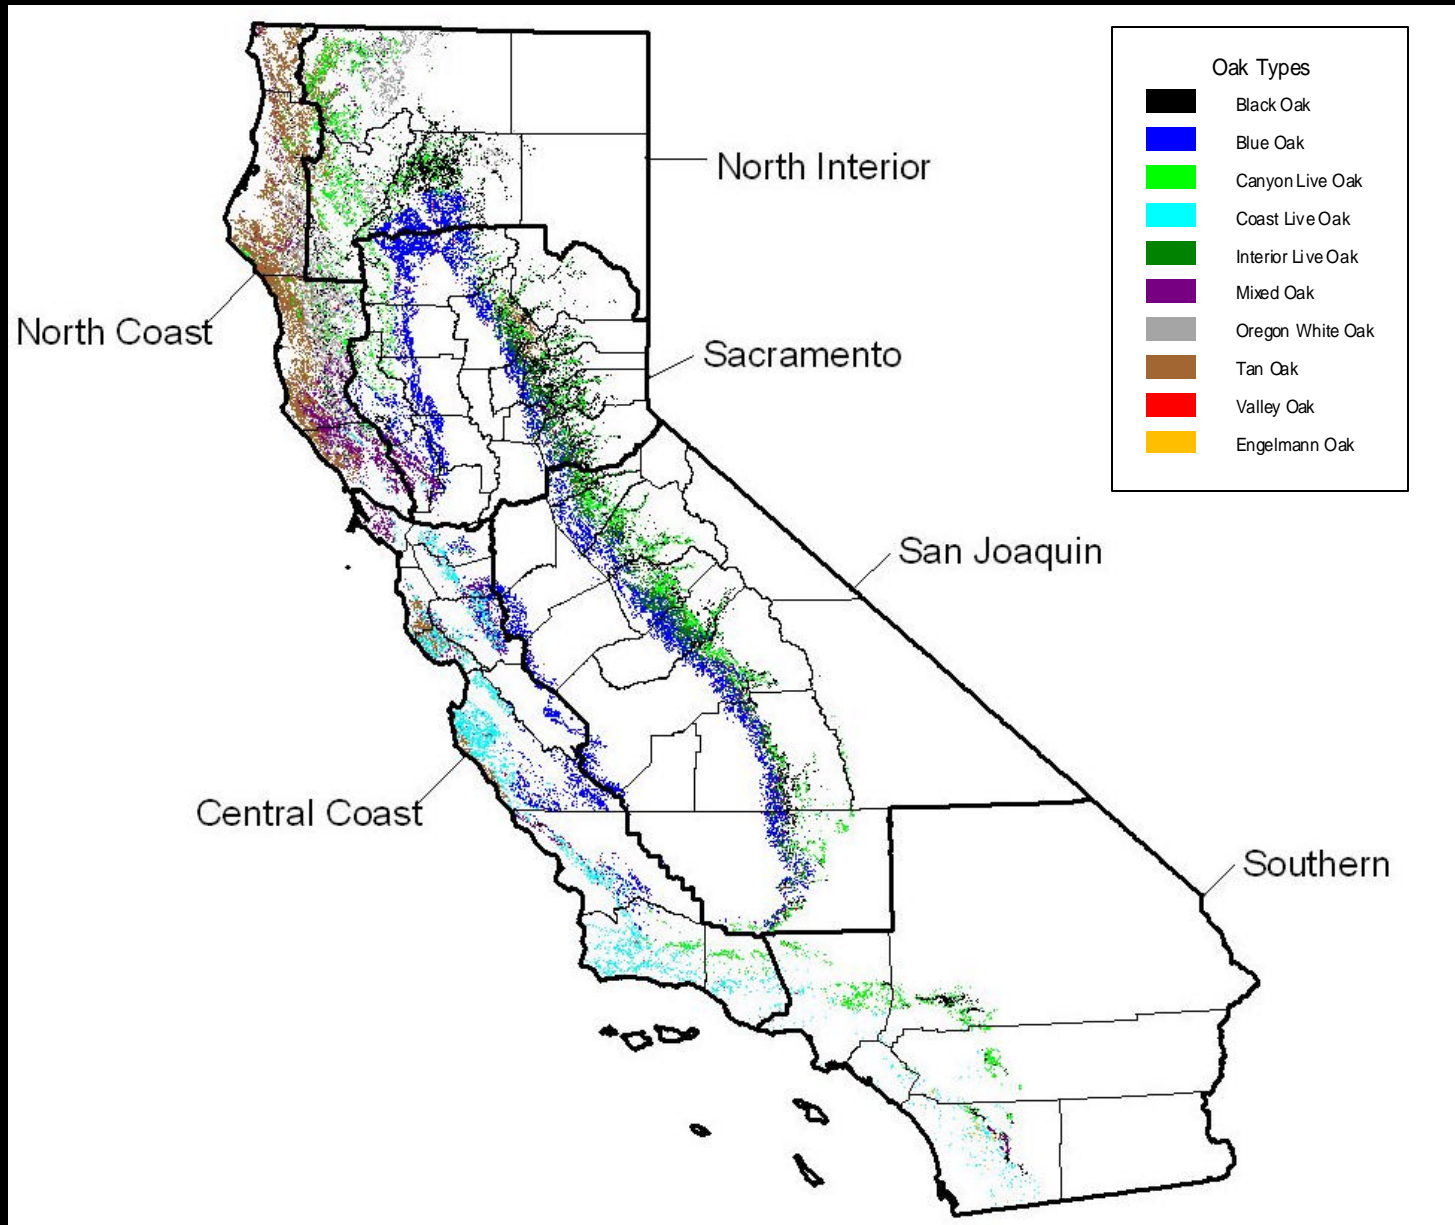 Oak Types
Black Oak
Blue Oak
Canyon Live Oak
Coast Live Oak
Interior Live Oak
Mixed Oak
Oregon White Oak
Tan Oak
Valley Oak
Engelmann Oak
North Interior
North Coast
Sacramento
San Joaquin
Central Coast
Southern